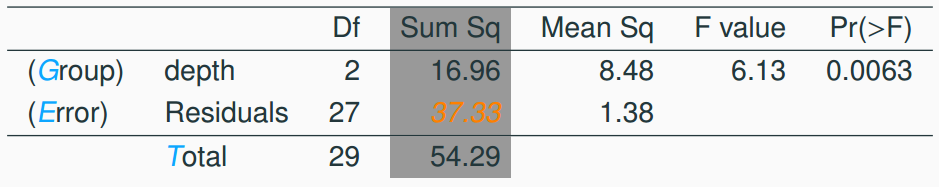 Df Sum Sq Mean Sq F value Pr(>F)
(Group) depth 2 16.96 8.48 6.13 0.0063
(Error) Residuals 27 37.33 1.38
Total 29 54.29